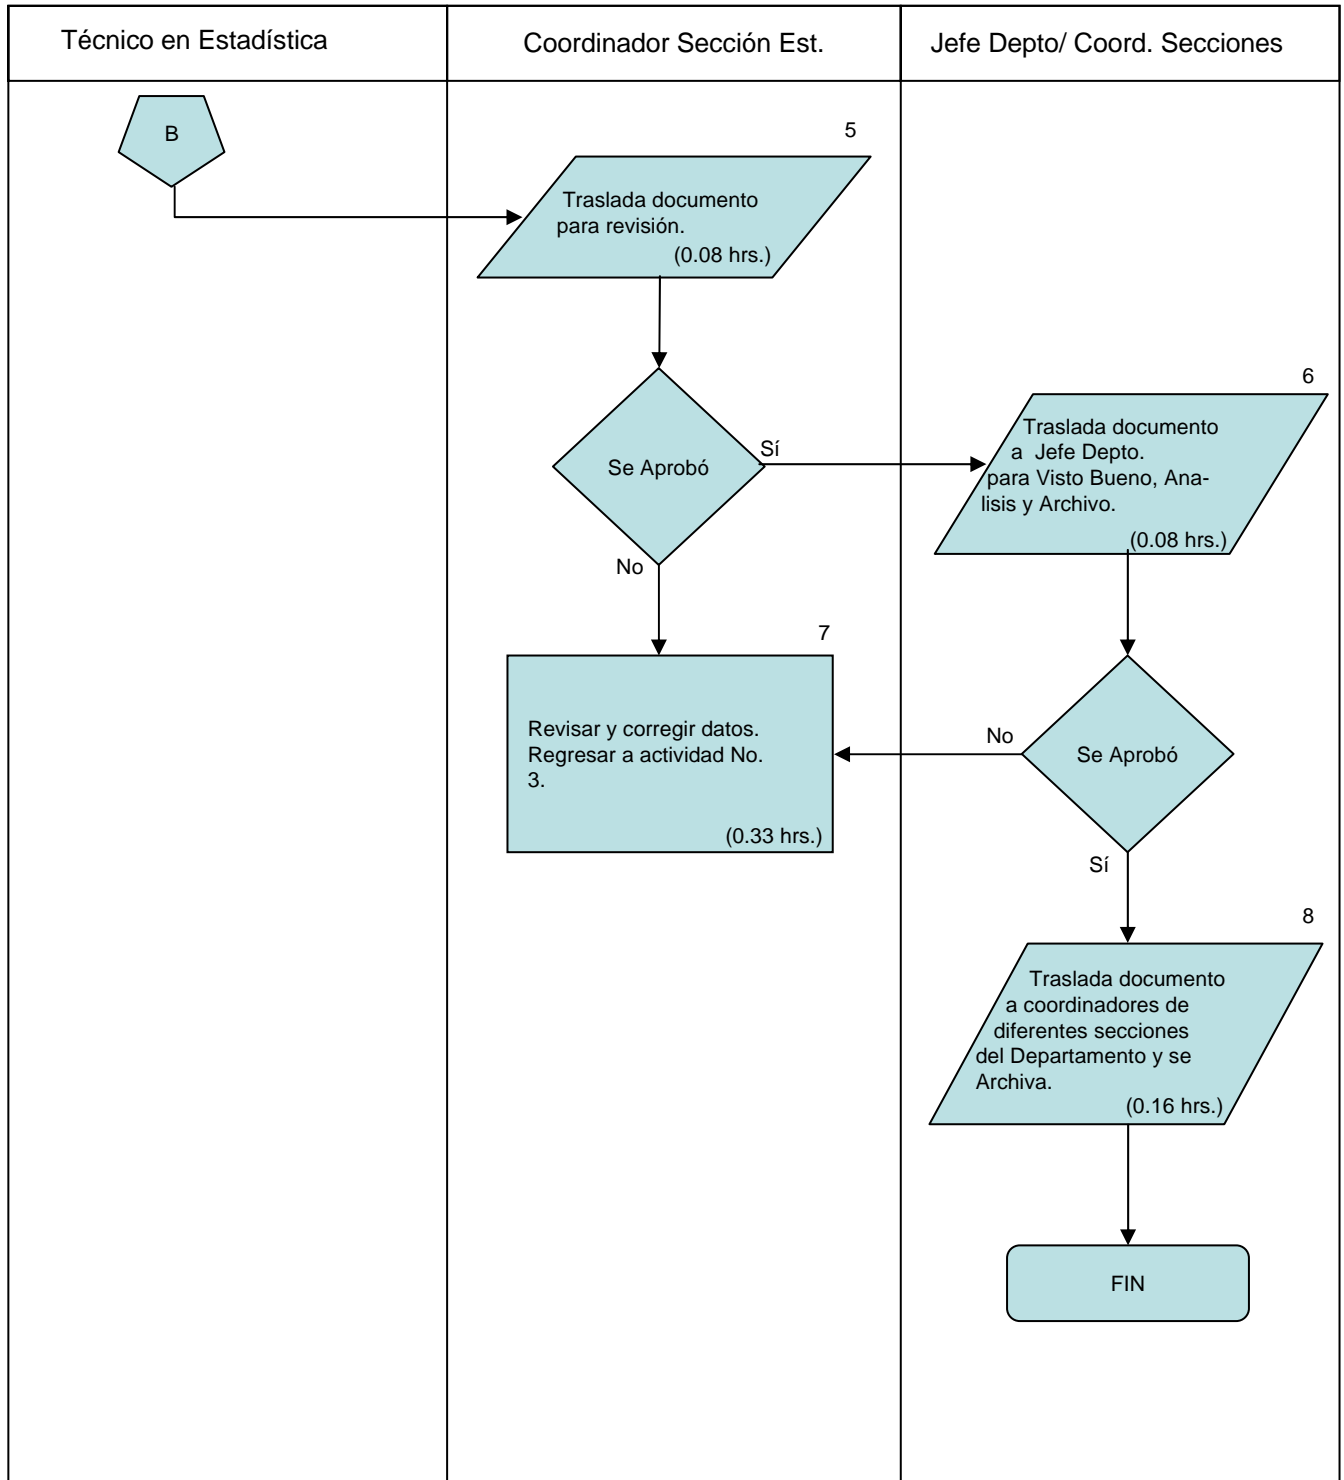 Técnico en Estadística
Coordinador Sección Est.
Jefe Depto/ Coord. Secciones
B
5
Traslada documento
para revisión.
(0.08 hrs.)
Se Aprobó
Sí
No
6
Traslada documento
a  Jefe Depto.
para Visto Bueno, Ana-
lisis y Archivo.
(0.08 hrs.)
7
Revisar y corregir datos.
Regresar a actividad No.
3.
(0.33 hrs.)
No
Se Aprobó
Sí
8
Traslada documento
a coordinadores de
diferentes secciones
del Departamento y se
Archiva.
(0.16 hrs.)
FIN